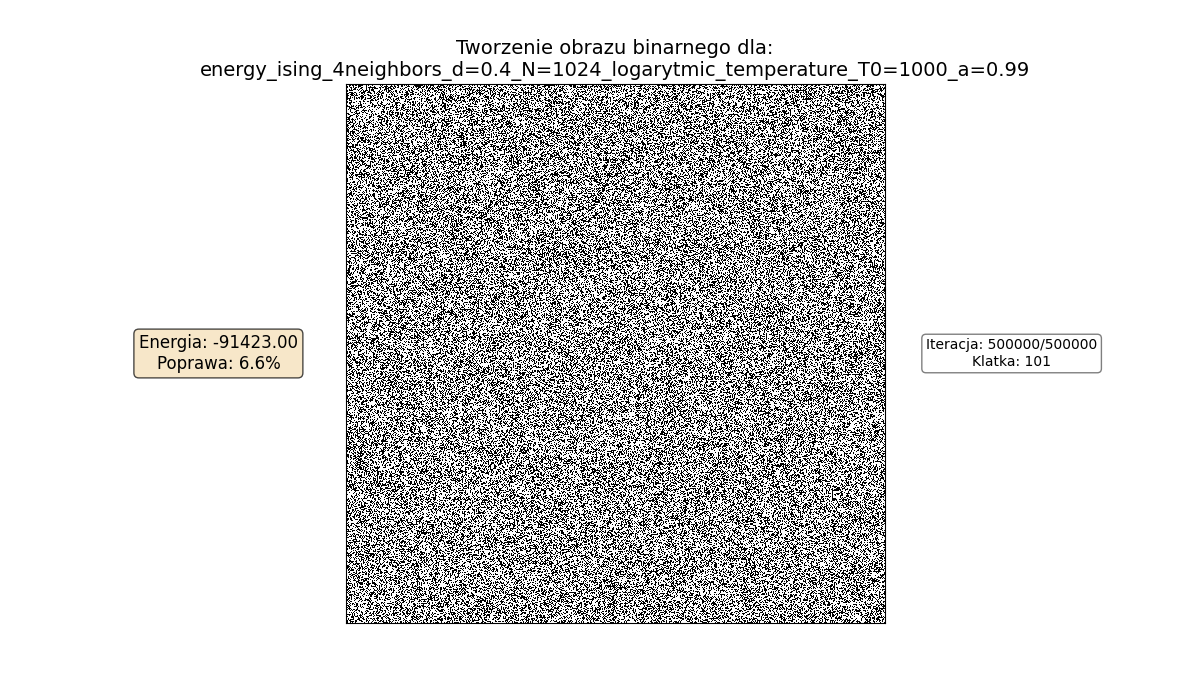 Tworzenie obrazu binarnego dla:
energy_ising_4neighbors_d=0.4_N=1024_logarytmic_temperature_T0=1000_a=0.99
Energia: -91423.00
Poprawa: 6.6%
Iteracja: 500000/500000
Klatka: 101